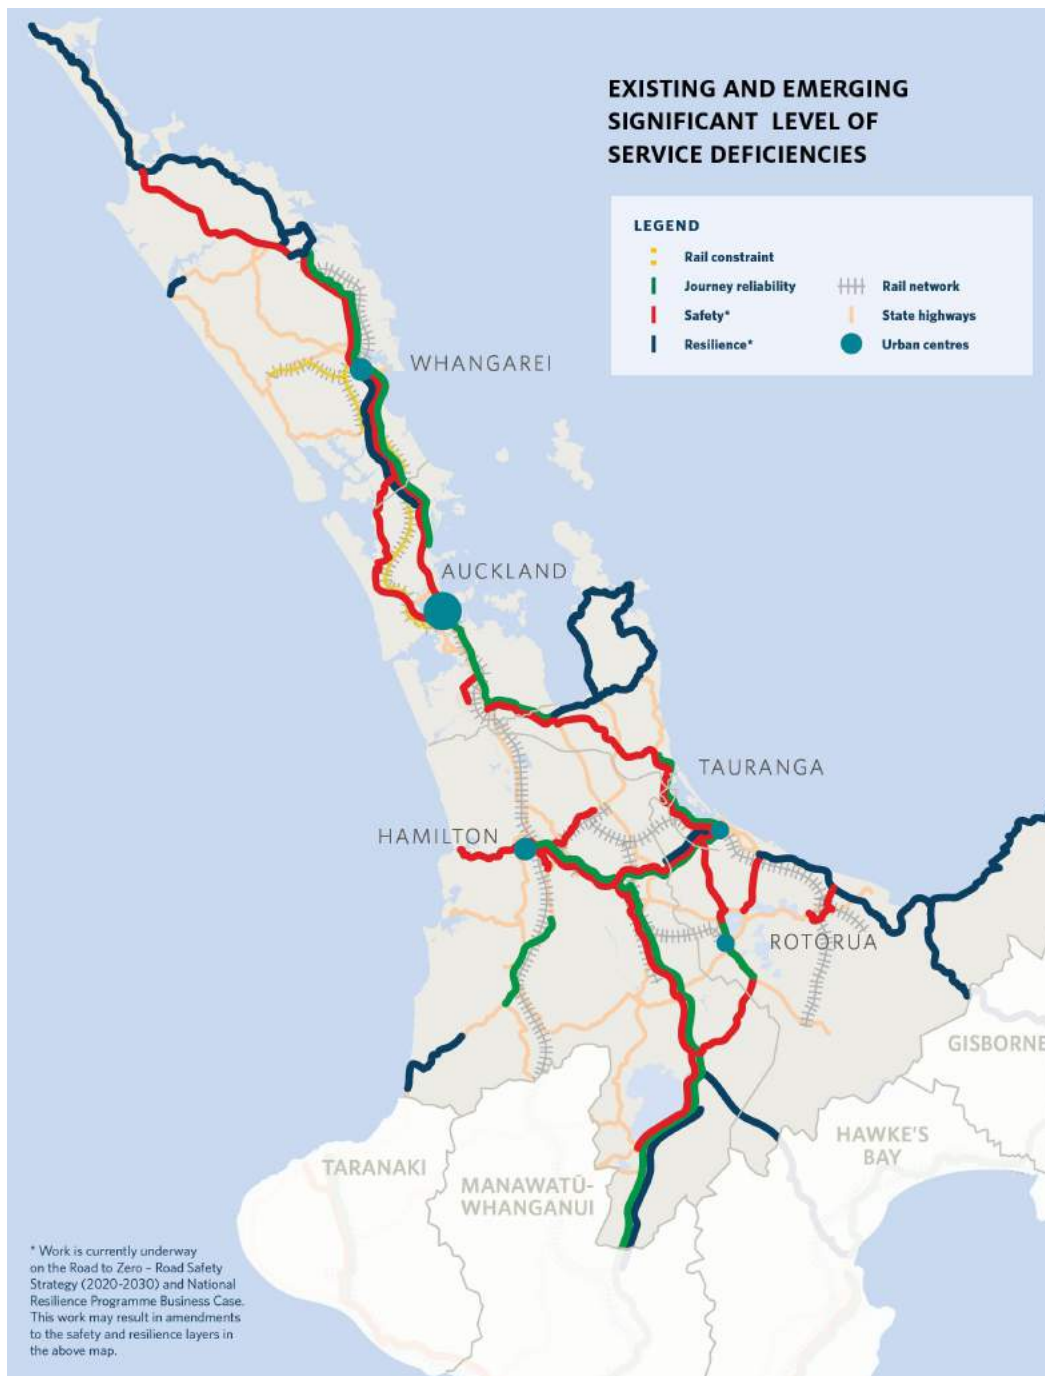 EXISTING AND EMERGING
SIGNIFICANT LEVEL OF
SERVICE DEFICIENCIES
LEGEND
Rail constraint
Journey reliability
Rail network
Safety*
State highways
Resilience*
Urban centres
WHANGAREI
AUCKLAND
TAURANGA
HAMILTON
ROTORUA
GISBORNE
HAWKE'S
BAY
TARANAKI
MANAWATŪ-
WHANGANUI
* Work is currently underway
on the Road to Zero – Road Safety
Strategy (2020-2030) and National
Resilience Programme Business Case.
This work may result in amendments
to the safety and resilience layers in
the above map.